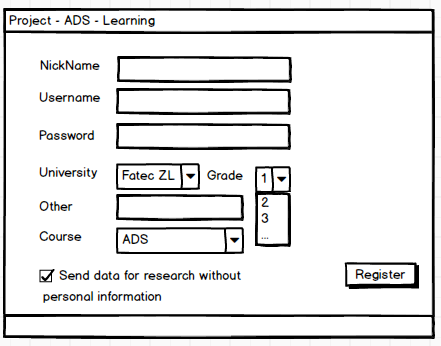 Project - ADS - Learning
NickName
Username
Password
University Fatec ZL Grade 1
2
3
...
Other
Course ADS
Send data for research without
personal information
Register